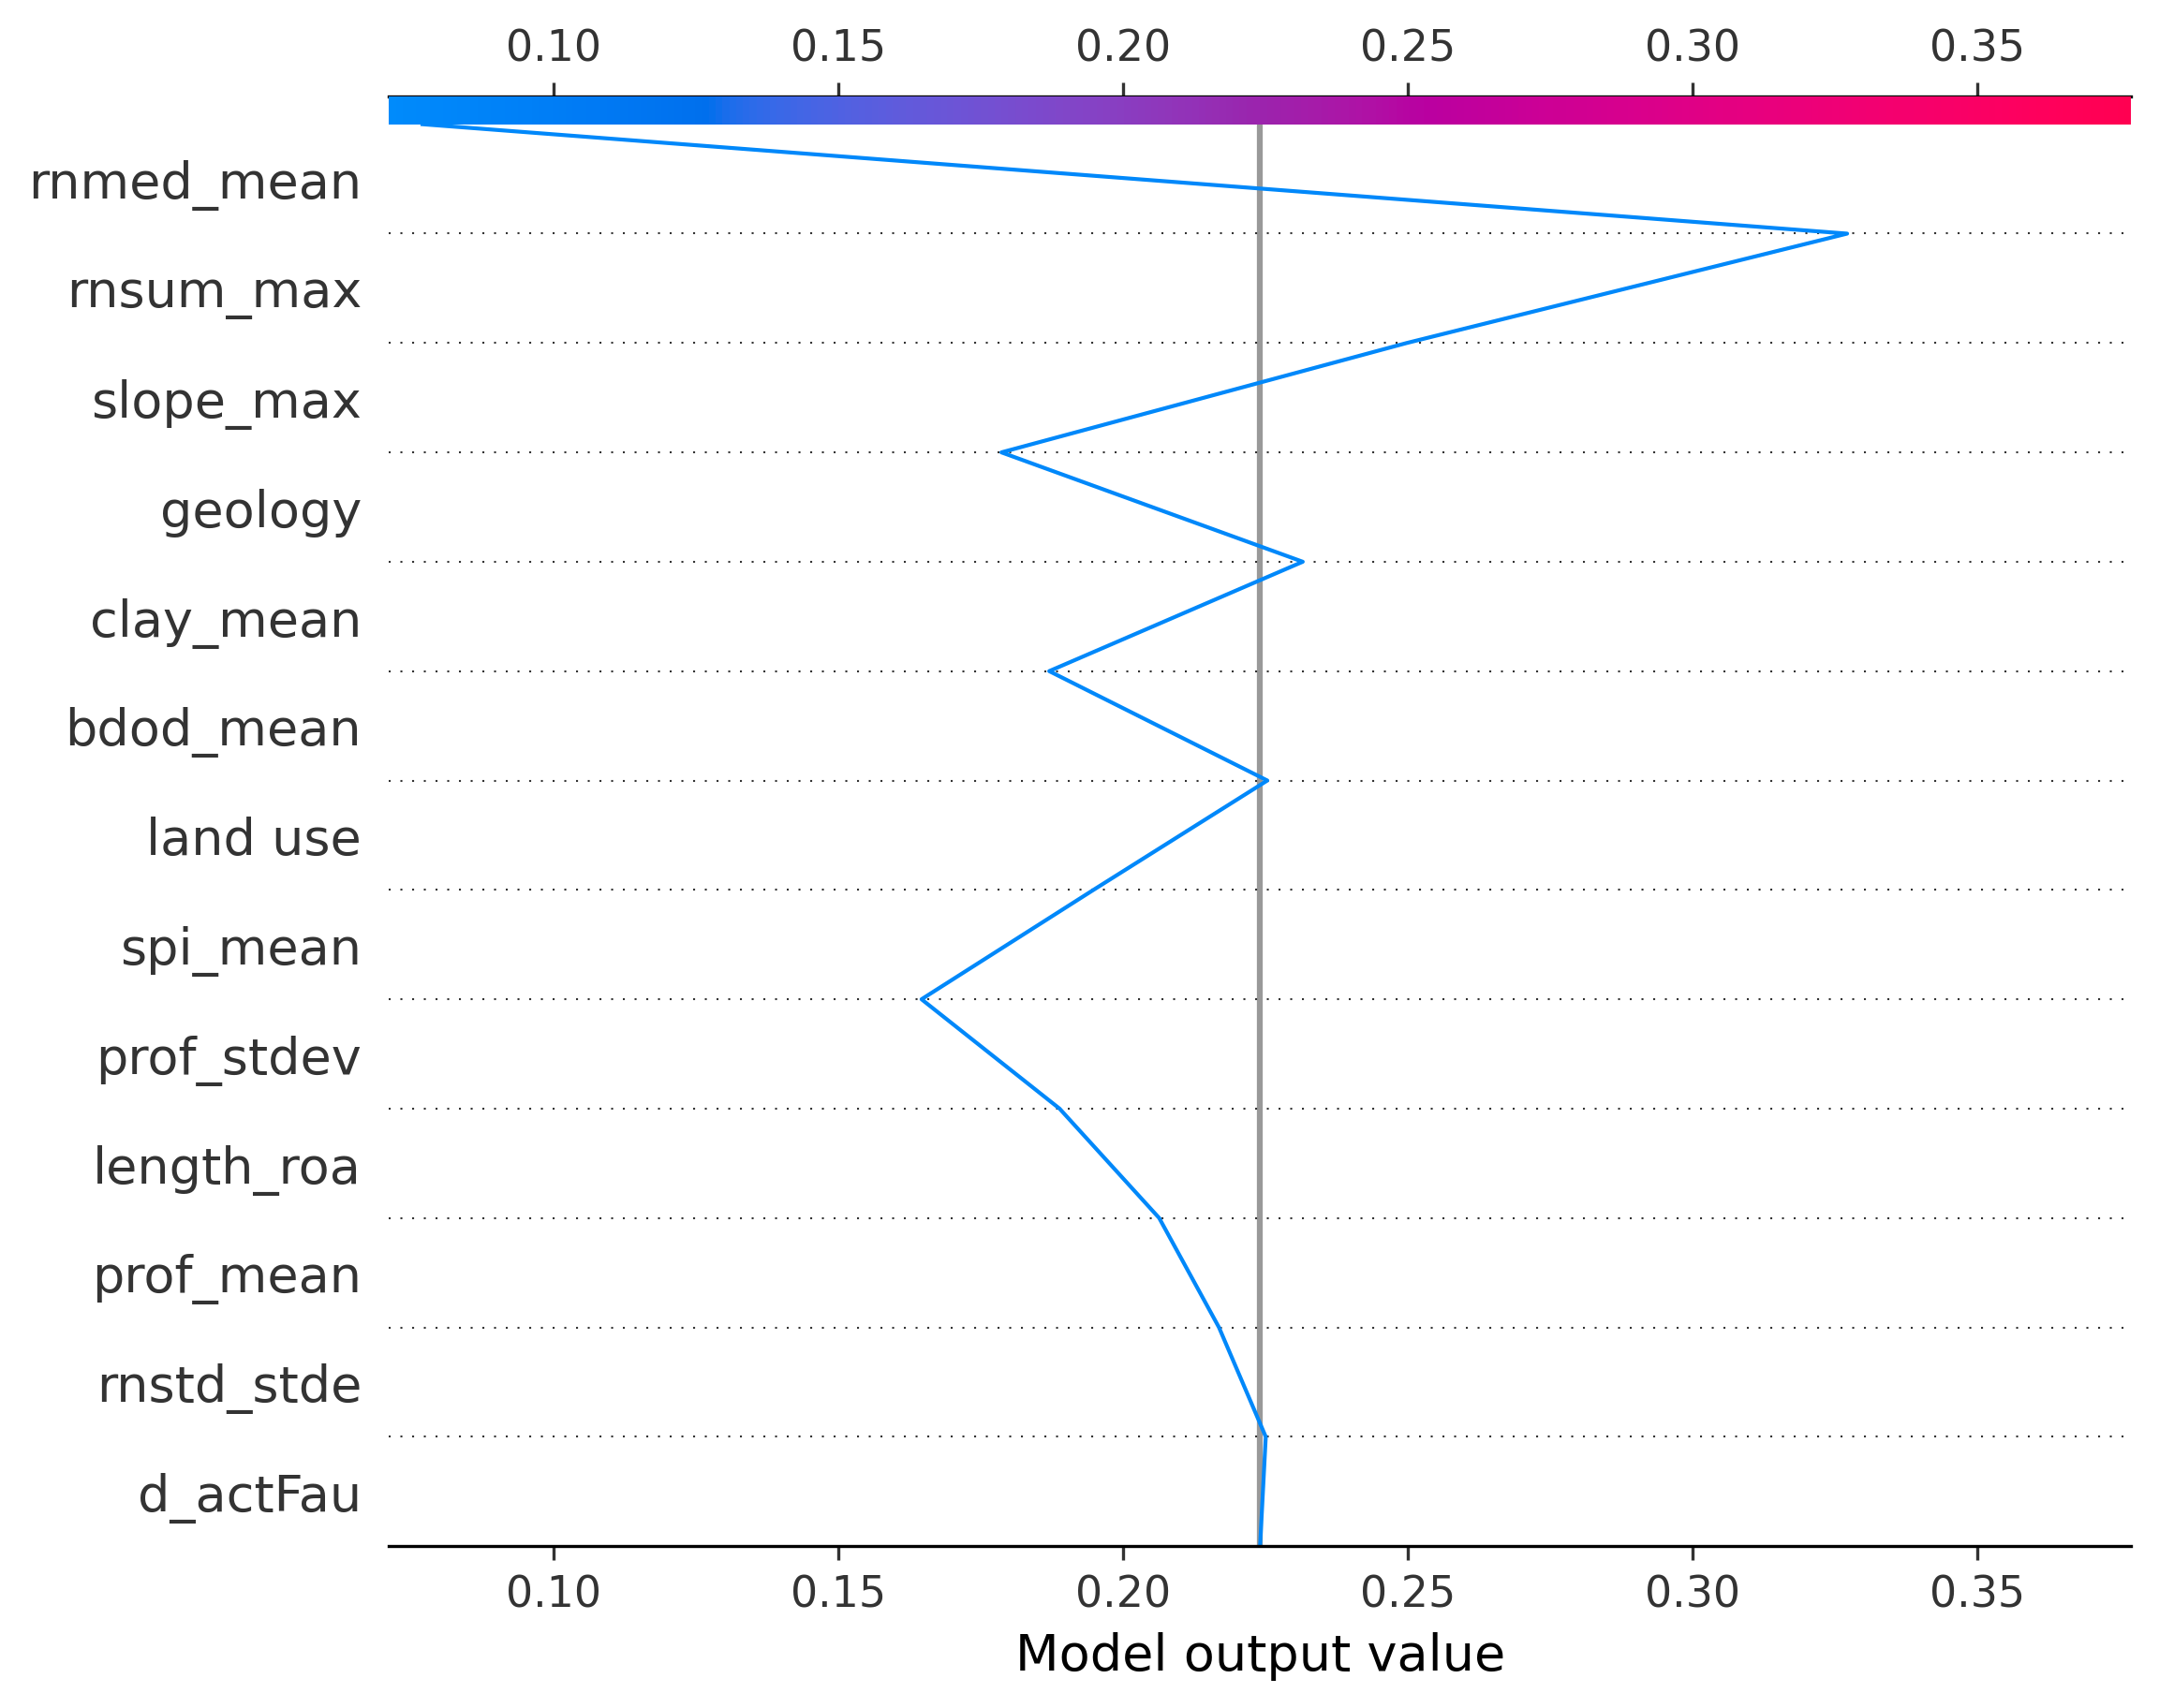 0.10 0.15 0.20 0.25 0.30 0.35
rnmed_mean
rnsum_max
slope_max
geology
clay_mean
bdod_mean
land use
spi_mean
prof_stdev
length_roa
prof_mean
rnstd_stde
d_actFau
0.10 0.15 0.20 0.25 0.30 0.35
Model output value